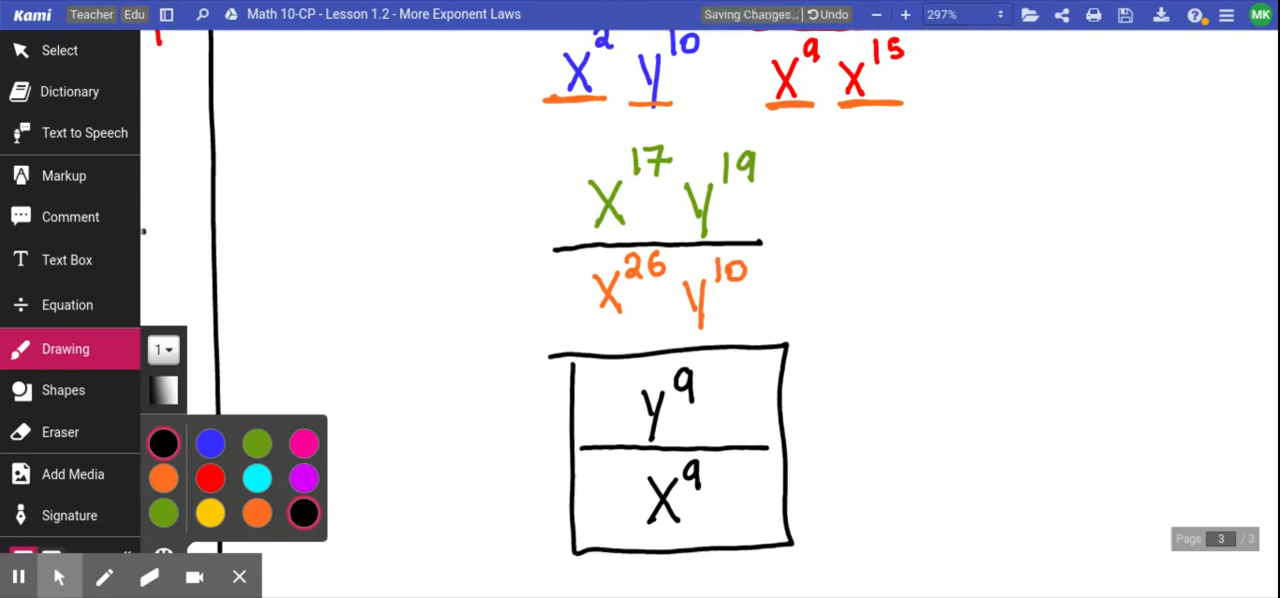 Kami Teacher Edu Math 10-CP - Lesson 1.2 - More Exponent Laws Saving Changes... Undo 297% MK
Select
Dictionary
Text to Speech
Markup
Comment
Text Box
Equation
Drawing
1
Shapes
Eraser
Add Media
Signature
x² y¹⁰ x⁹ x¹⁵
x¹⁷ y¹⁹
x²⁶ y¹⁰
y⁹
x⁹
Page 3 / 3